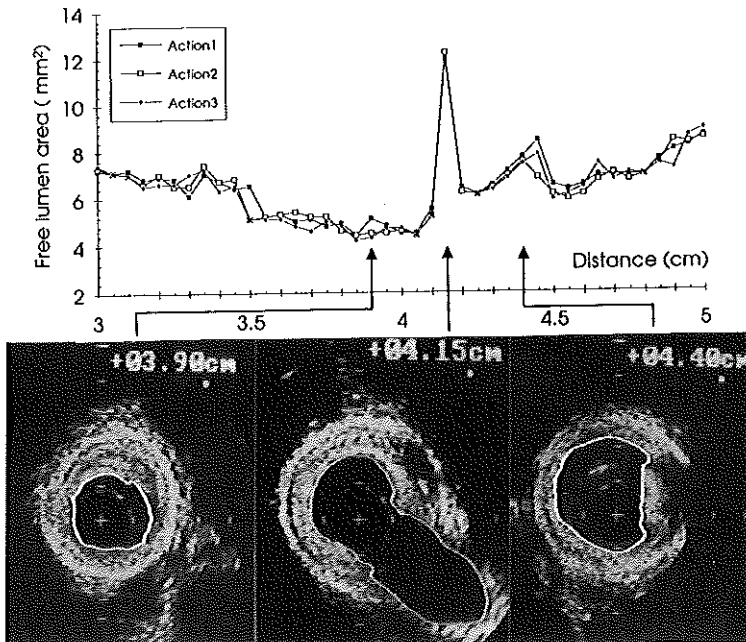 14
12
10
8
6
4
2
Free lumen area ( mm²)
Action1
Action2
Action3
Distance (cm)
3
3.5
4
4.5
5
+03.90cm
+04.15cm
+04.40cm